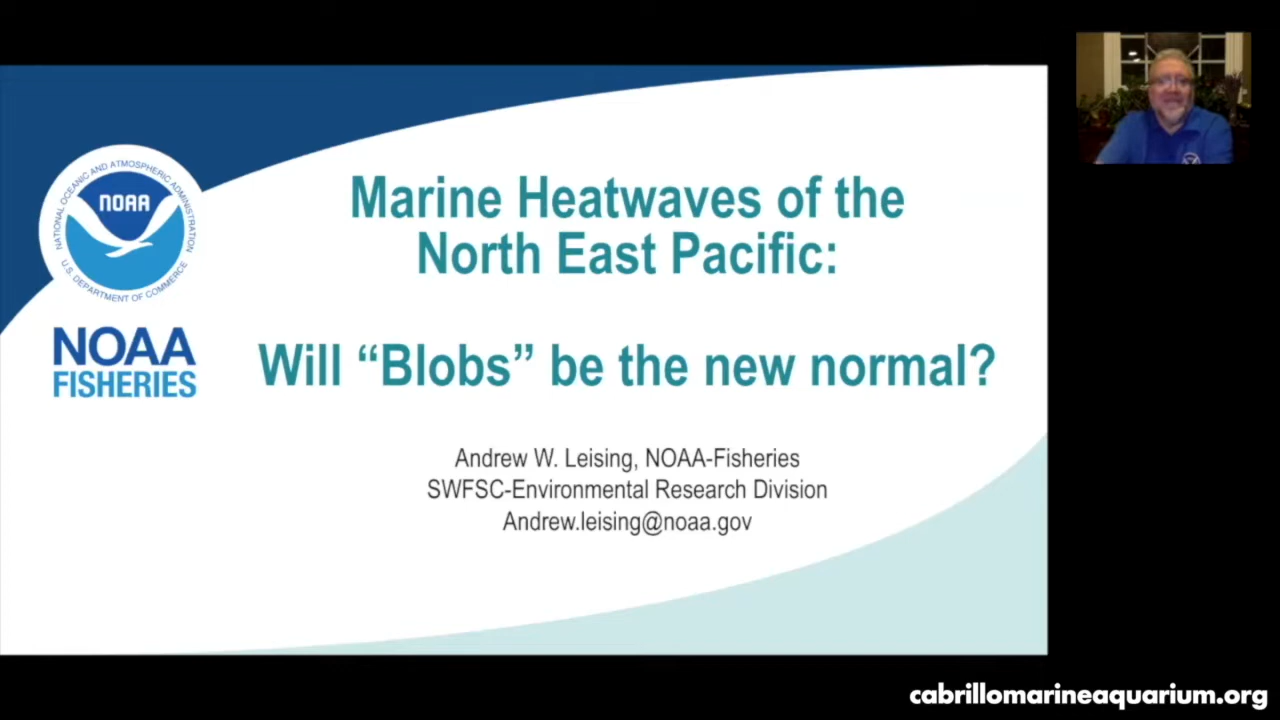 NATIONAL OCEANIC AND ATMOSPHERIC ADMINISTRATION
NOAA
U.S. DEPARTMENT OF COMMERCE
NOAA
FISHERIES
Marine Heatwaves of the
North East Pacific:
Will “Blobs” be the new normal?
Andrew W. Leising, NOAA-Fisheries
SWFSC-Environmental Research Division
Andrew.leising@noaa.gov
cabrillomarineaquarium.org